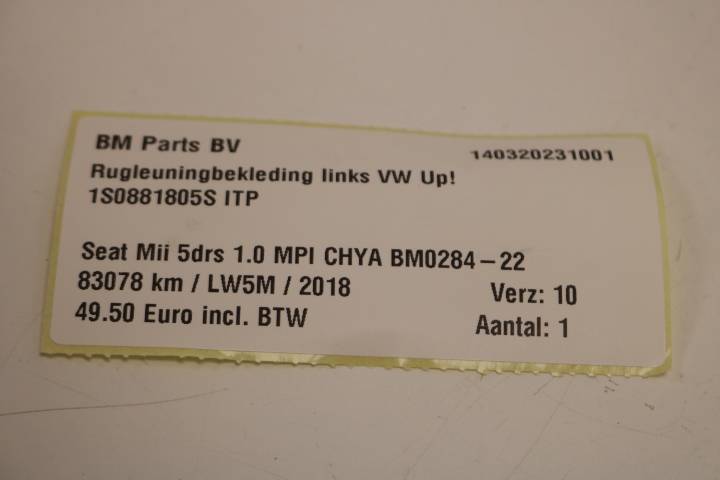 BM Parts BV 140320231001
Rugleuningbekleding links VW Up!
1S0881805S ITP
Seat Mii 5drs 1.0 MPI CHYA BM0284-22
83078 km / LW5M / 2018 Verz: 10
49.50 Euro incl. BTW Aantal: 1